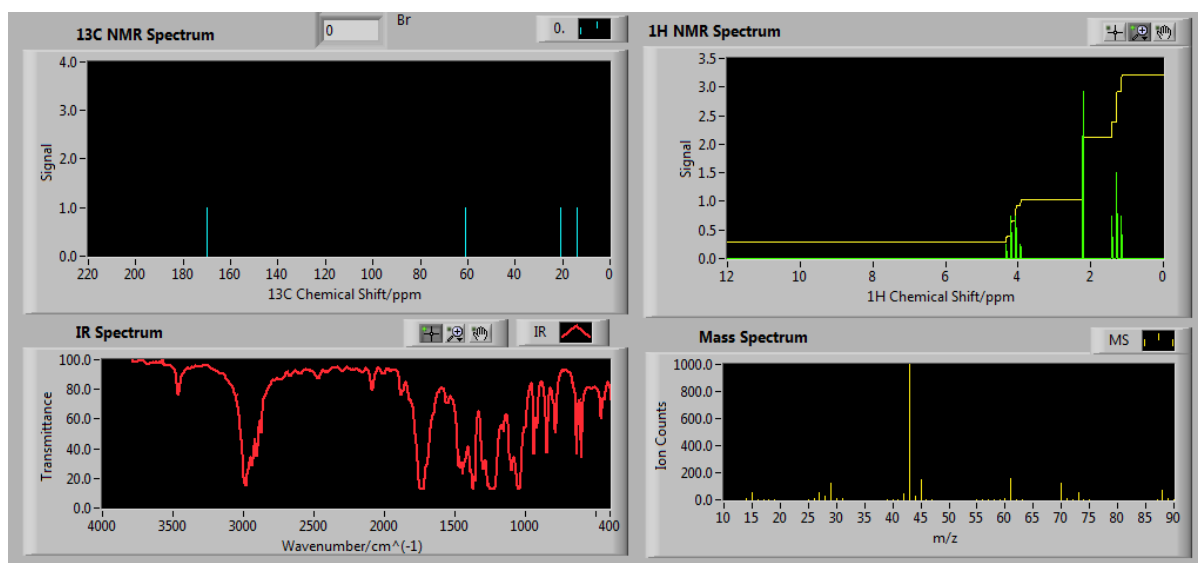 13C NMR Spectrum
0
Br
0.
4.0
3.0
2.0
1.0
0.0
Signal
220 200 180 160 140 120 100 80 60 40 20 0
13C Chemical Shift/ppm
1H NMR Spectrum
3.5
3.0
2.5
2.0
1.5
1.0
0.5
0.0
Signal
12 10 8 6 4 2 0
1H Chemical Shift/ppm
IR Spectrum
IR
100.0
80.0
60.0
40.0
20.0
0.0
Transmittance
4000 3500 3000 2500 2000 1500 1000 400
Wavenumber/cm^(-1)
Mass Spectrum
MS
1000.0
800.0
600.0
400.0
200.0
0.0
Ion Counts
10 15 20 25 30 35 40 45 50 55 60 65 70 75 80 85 90
m/z